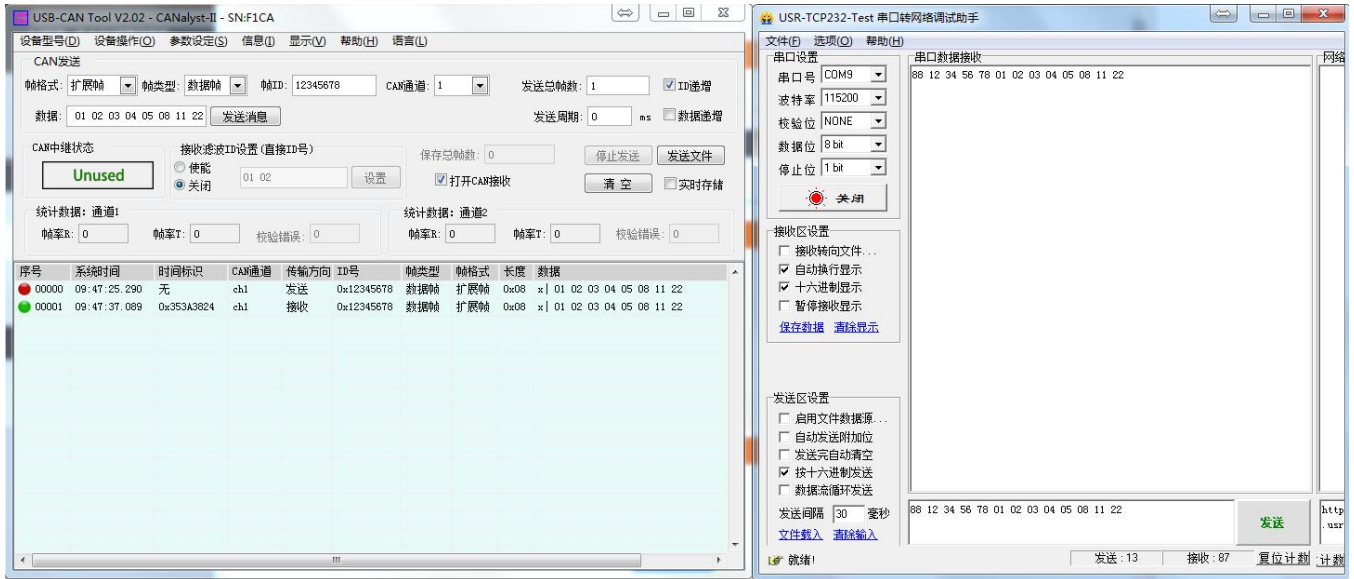 USB-CAN Tool V2.02 - CANalyst-II - SN:F1CA
设备型号(D) 设备操作(O) 参数设定(S) 信息(I) 显示(V) 帮助(H) 语言(L)
CAN发送
帧格式: 扩展帧 帧类型: 数据帧 帧ID: 12345678 CAN通道: 1 发送总帧数: 1 ID递增
数据: 01 02 03 04 05 08 11 22 发送消息 发送周期: 0 ms 数据递增
CAN中继状态 接收滤波ID设置(直接ID号)
Unused 使能 关闭 01 02 设置
保存总帧数: 0 停止发送 发送文件
打开CAN接收 清 空 实时存储
统计数据: 通道1 统计数据: 通道2
帧率R: 0 帧率T: 0 校验错误: 0 帧率R: 0 帧率T: 0 校验错误: 0
序号 系统时间 时间标识 CAN通道 传输方向 ID号 帧类型 帧格式 长度 数据
00000 09:47:25.290 无 ch1 发送 0x12345678 数据帧 扩展帧 0x08 x| 01 02 03 04 05 08 11 22
00001 09:47:37.089 0x353A3824 ch1 接收 0x12345678 数据帧 扩展帧 0x08 x| 01 02 03 04 05 08 11 22
USR-TCP232-Test 串口转网络调试助手
文件(F) 选项(O) 帮助(H)
串口设置
串口号 COM9
波特率 115200
校验位 NONE
数据位 8 bit
停止位 1 bit
关闭
接收区设置
接收转向文件...
自动换行显示
十六进制显示
暂停接收显示
保存数据 清除显示
发送区设置
启用文件数据源...
自动发送附加位
发送完自动清空
按十六进制发送
数据流循环发送
发送间隔 30 毫秒
文件载入 清除输入
串口数据接收
88 12 34 56 78 01 02 03 04 05 08 11 22
88 12 34 56 78 01 02 03 04 05 08 11 22
发送
网络
http
.usr
就绪!
发送:13 接收:87 复位计数 计数